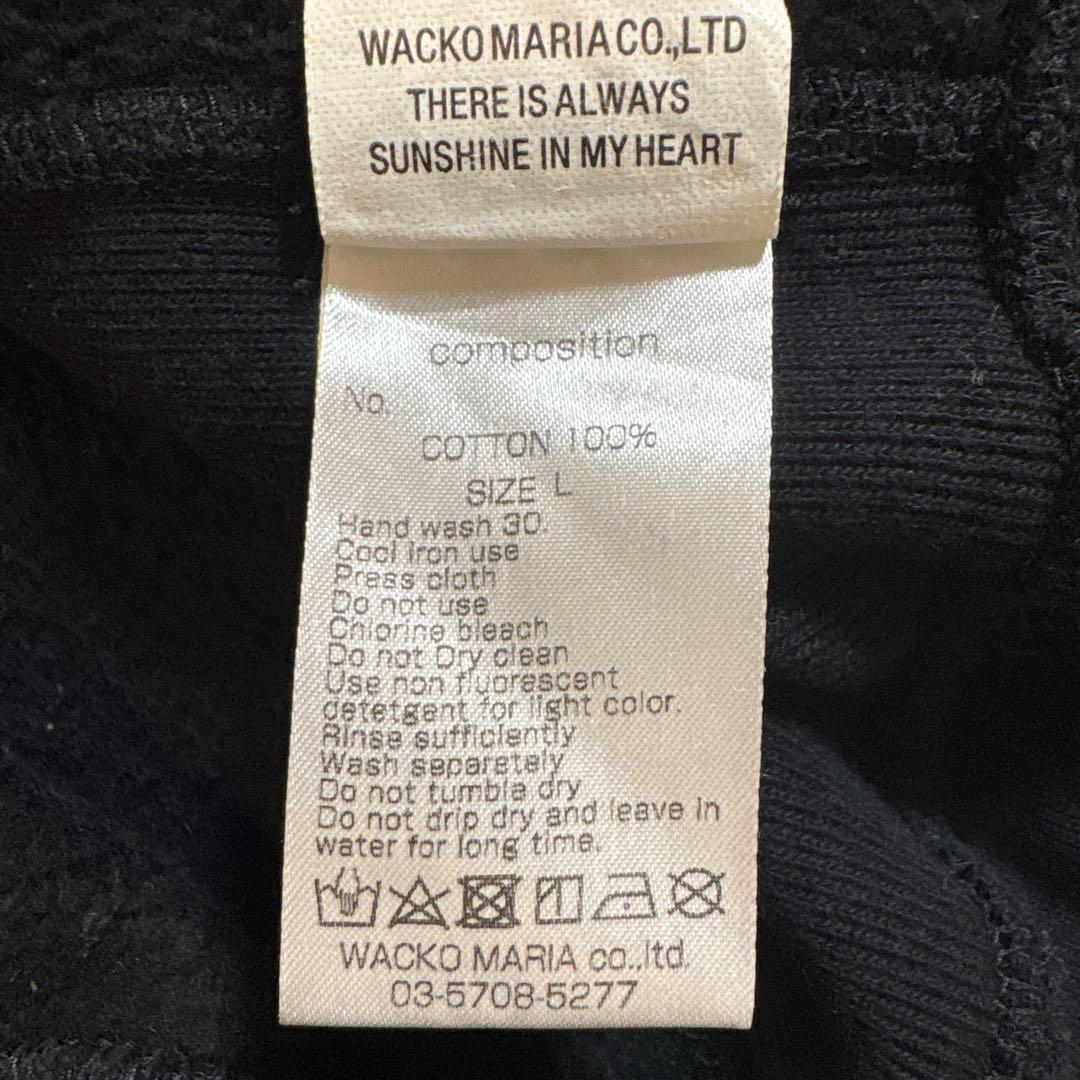 WACKO MARIA CO.,LTD
THERE IS ALWAYS
SUNSHINE IN MY HEART
composition
No.
COTTON 100%
SIZE L
Hand wash 30.
Cool iron use
Press cloth
Do not use
Chlorine bleach
Do not Dry clean
Use non fluorescent
detetgent for light color.
Rinse sufficiently
Wash separately
Do not tumble dry
Do not drip dry and leave in
water for long time.
WACKO MARIA co.,ltd.
03-5708-5277